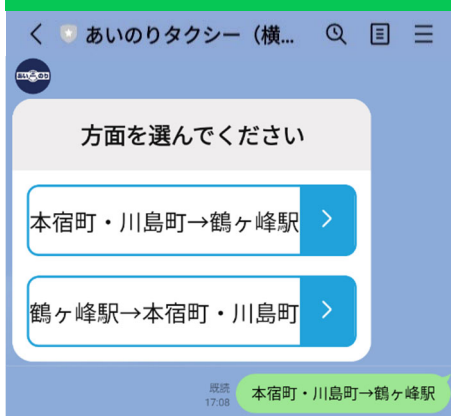 あいのりタクシー（横...
あいのり
方面を選んでください
本宿町・川島町→鶴ヶ峰駅
鶴ヶ峰駅→本宿町・川島町
既読
17:08
本宿町・川島町→鶴ヶ峰駅